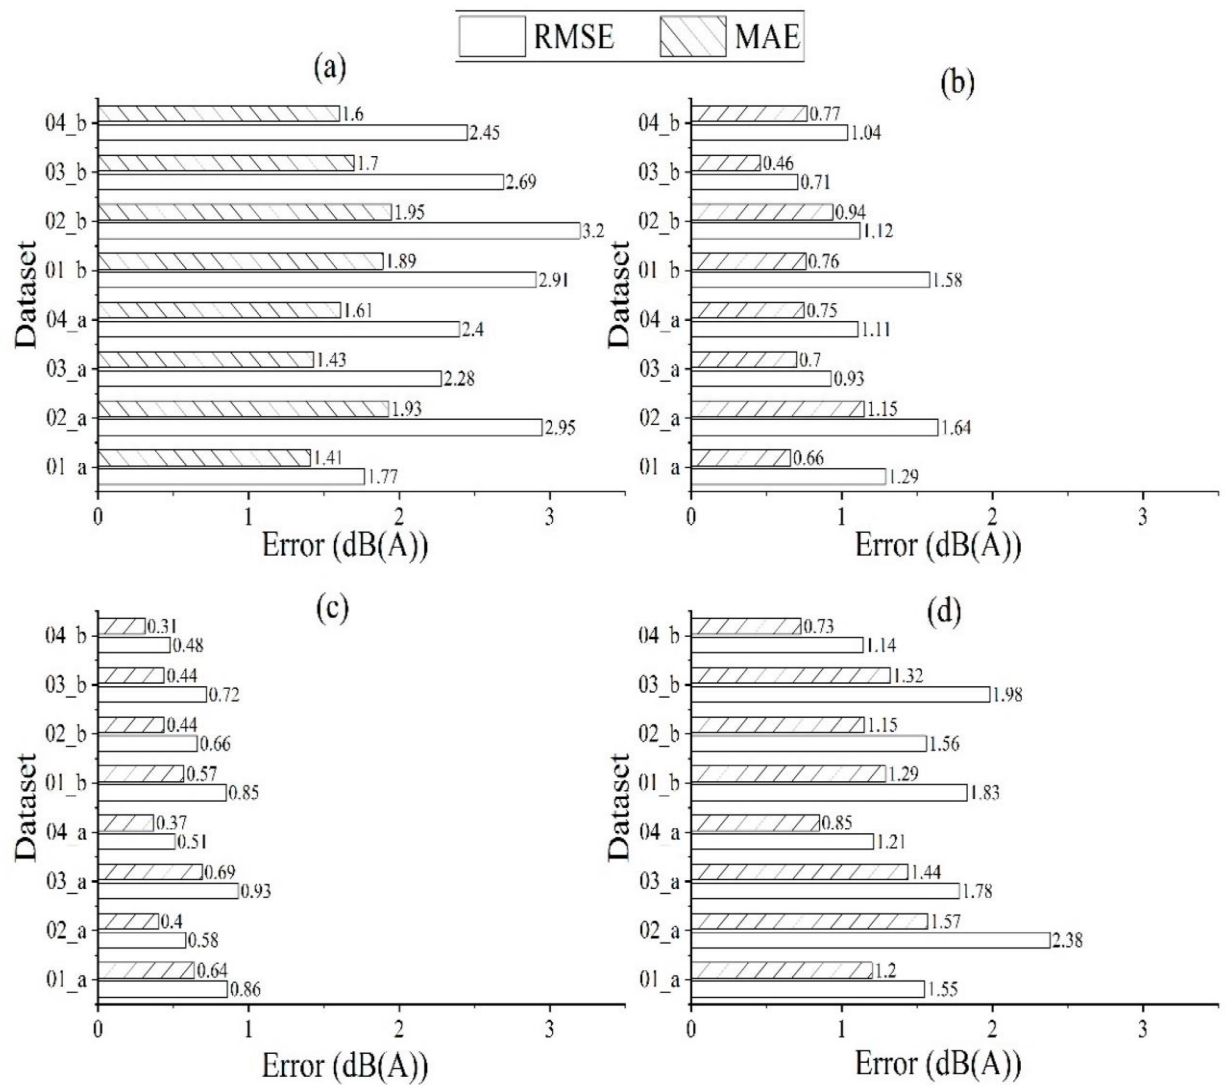 RMSE MAE
(a)
04_b 1.6
2.45
03_b 1.7
2.69
02_b 1.95
3.2
01_b 1.89
2.91
04_a 1.61
2.4
03_a 1.43
2.28
02_a 1.93
2.95
01_a 1.41
1.77
Dataset
0 1 2 3
Error (dB(A))
(b)
04_b 0.77
1.04
03_b 0.46
0.71
02_b 0.94
1.12
01_b 0.76
1.58
04_a 0.75
1.11
03_a 0.7
0.93
02_a 1.15
1.64
01_a 0.66
1.29
Dataset
0 1 2 3
Error (dB(A))
(c)
04_b 0.31
0.48
03_b 0.44
0.72
02_b 0.44
0.66
01_b 0.57
0.85
04_a 0.37
0.51
03_a 0.69
0.93
02_a 0.4
0.58
01_a 0.64
0.86
Dataset
0 1 2 3
Error (dB(A))
(d)
04_b 0.73
1.14
03_b 1.32
1.98
02_b 1.15
1.56
01_b 1.29
1.83
04_a 0.85
1.21
03_a 1.44
1.78
02_a 1.57
2.38
01_a 1.2
1.55
Dataset
0 1 2 3
Error (dB(A))